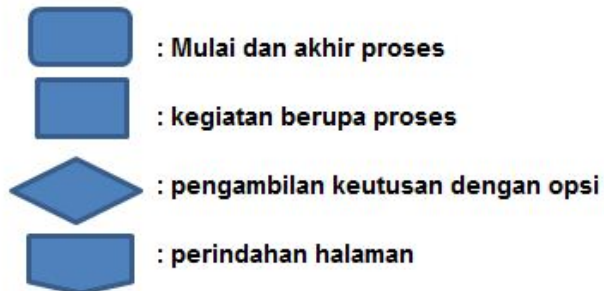 : Mulai dan akhir proses
: kegiatan berupa proses
: pengambilan keutusan dengan opsi
: perindahan halaman